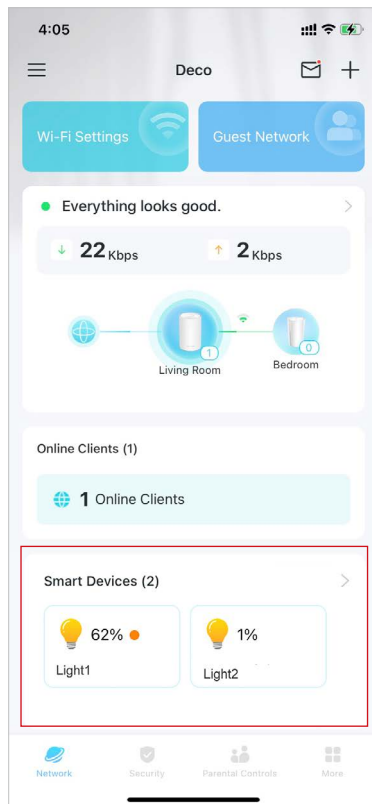 4:05
Deco
Wi-Fi Settings
Guest Network
Everything looks good.
22 Kbps
2 Kbps
1
0
Living Room
Bedroom
Online Clients (1)
1 Online Clients
Smart Devices (2)
62%
1%
Light1
Light2
Network
Security
Parental Controls
More